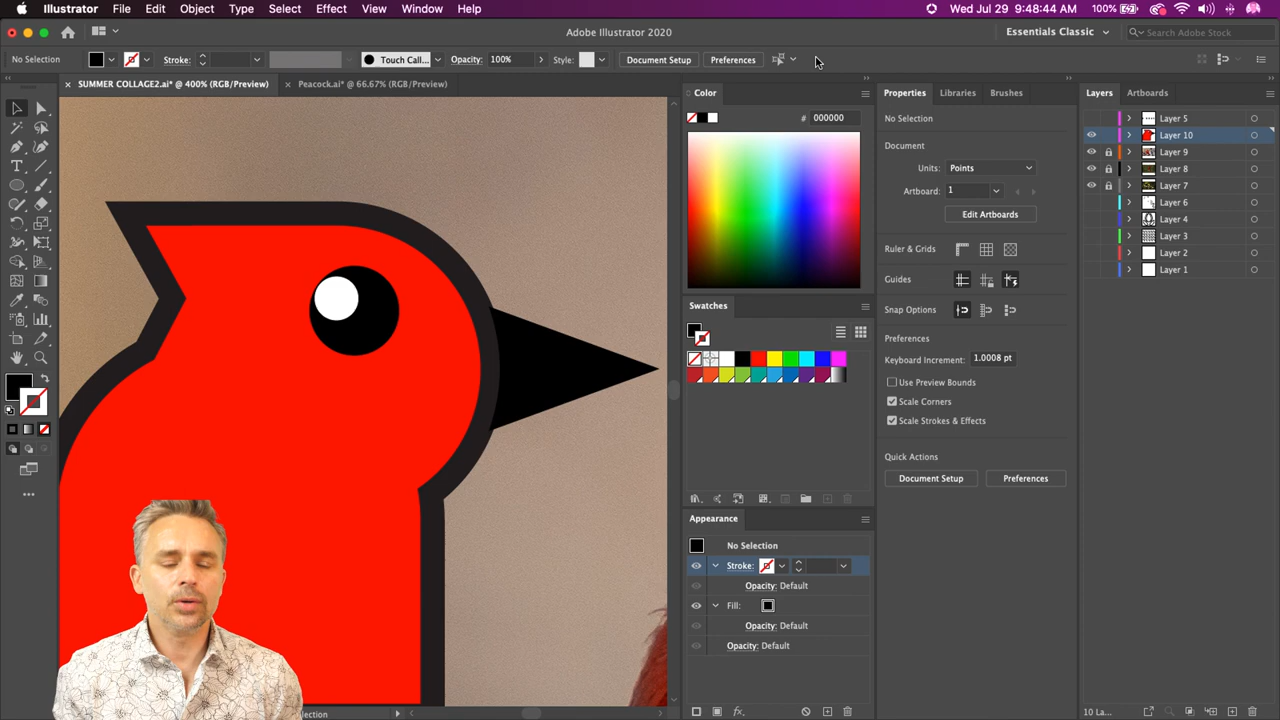 Illustrator File Edit Object Type Select Effect View Window Help 100% Wed Jul 29 9:48:44 AM
Adobe Illustrator 2020 Essentials Classic Search Adobe Stock
No Selection Stroke: Touch Call... Opacity: 100% Style: Document Setup Preferences
× SUMMER COLLAGE2.ai* @ 400% (RGB/Preview) × Peacock.ai* @ 66.67% (RGB/Preview)
Color
# 000000
Swatches
Appearance
No Selection
Stroke:
Opacity: Default
Fill:
Opacity: Default
Opacity: Default
Properties Libraries Brushes
No Selection
Document
Units: Points
Artboard: 1
Edit Artboards
Ruler & Grids
Guides
Snap Options
Preferences
Keyboard Increment: 1.0008 pt
Use Preview Bounds
Scale Corners
Scale Strokes & Effects
Quick Actions
Document Setup Preferences
Layers Artboards
Layer 5
Layer 10
Layer 9
Layer 8
Layer 7
Layer 6
Layer 4
Layer 3
Layer 2
Layer 1
10 La...
lection